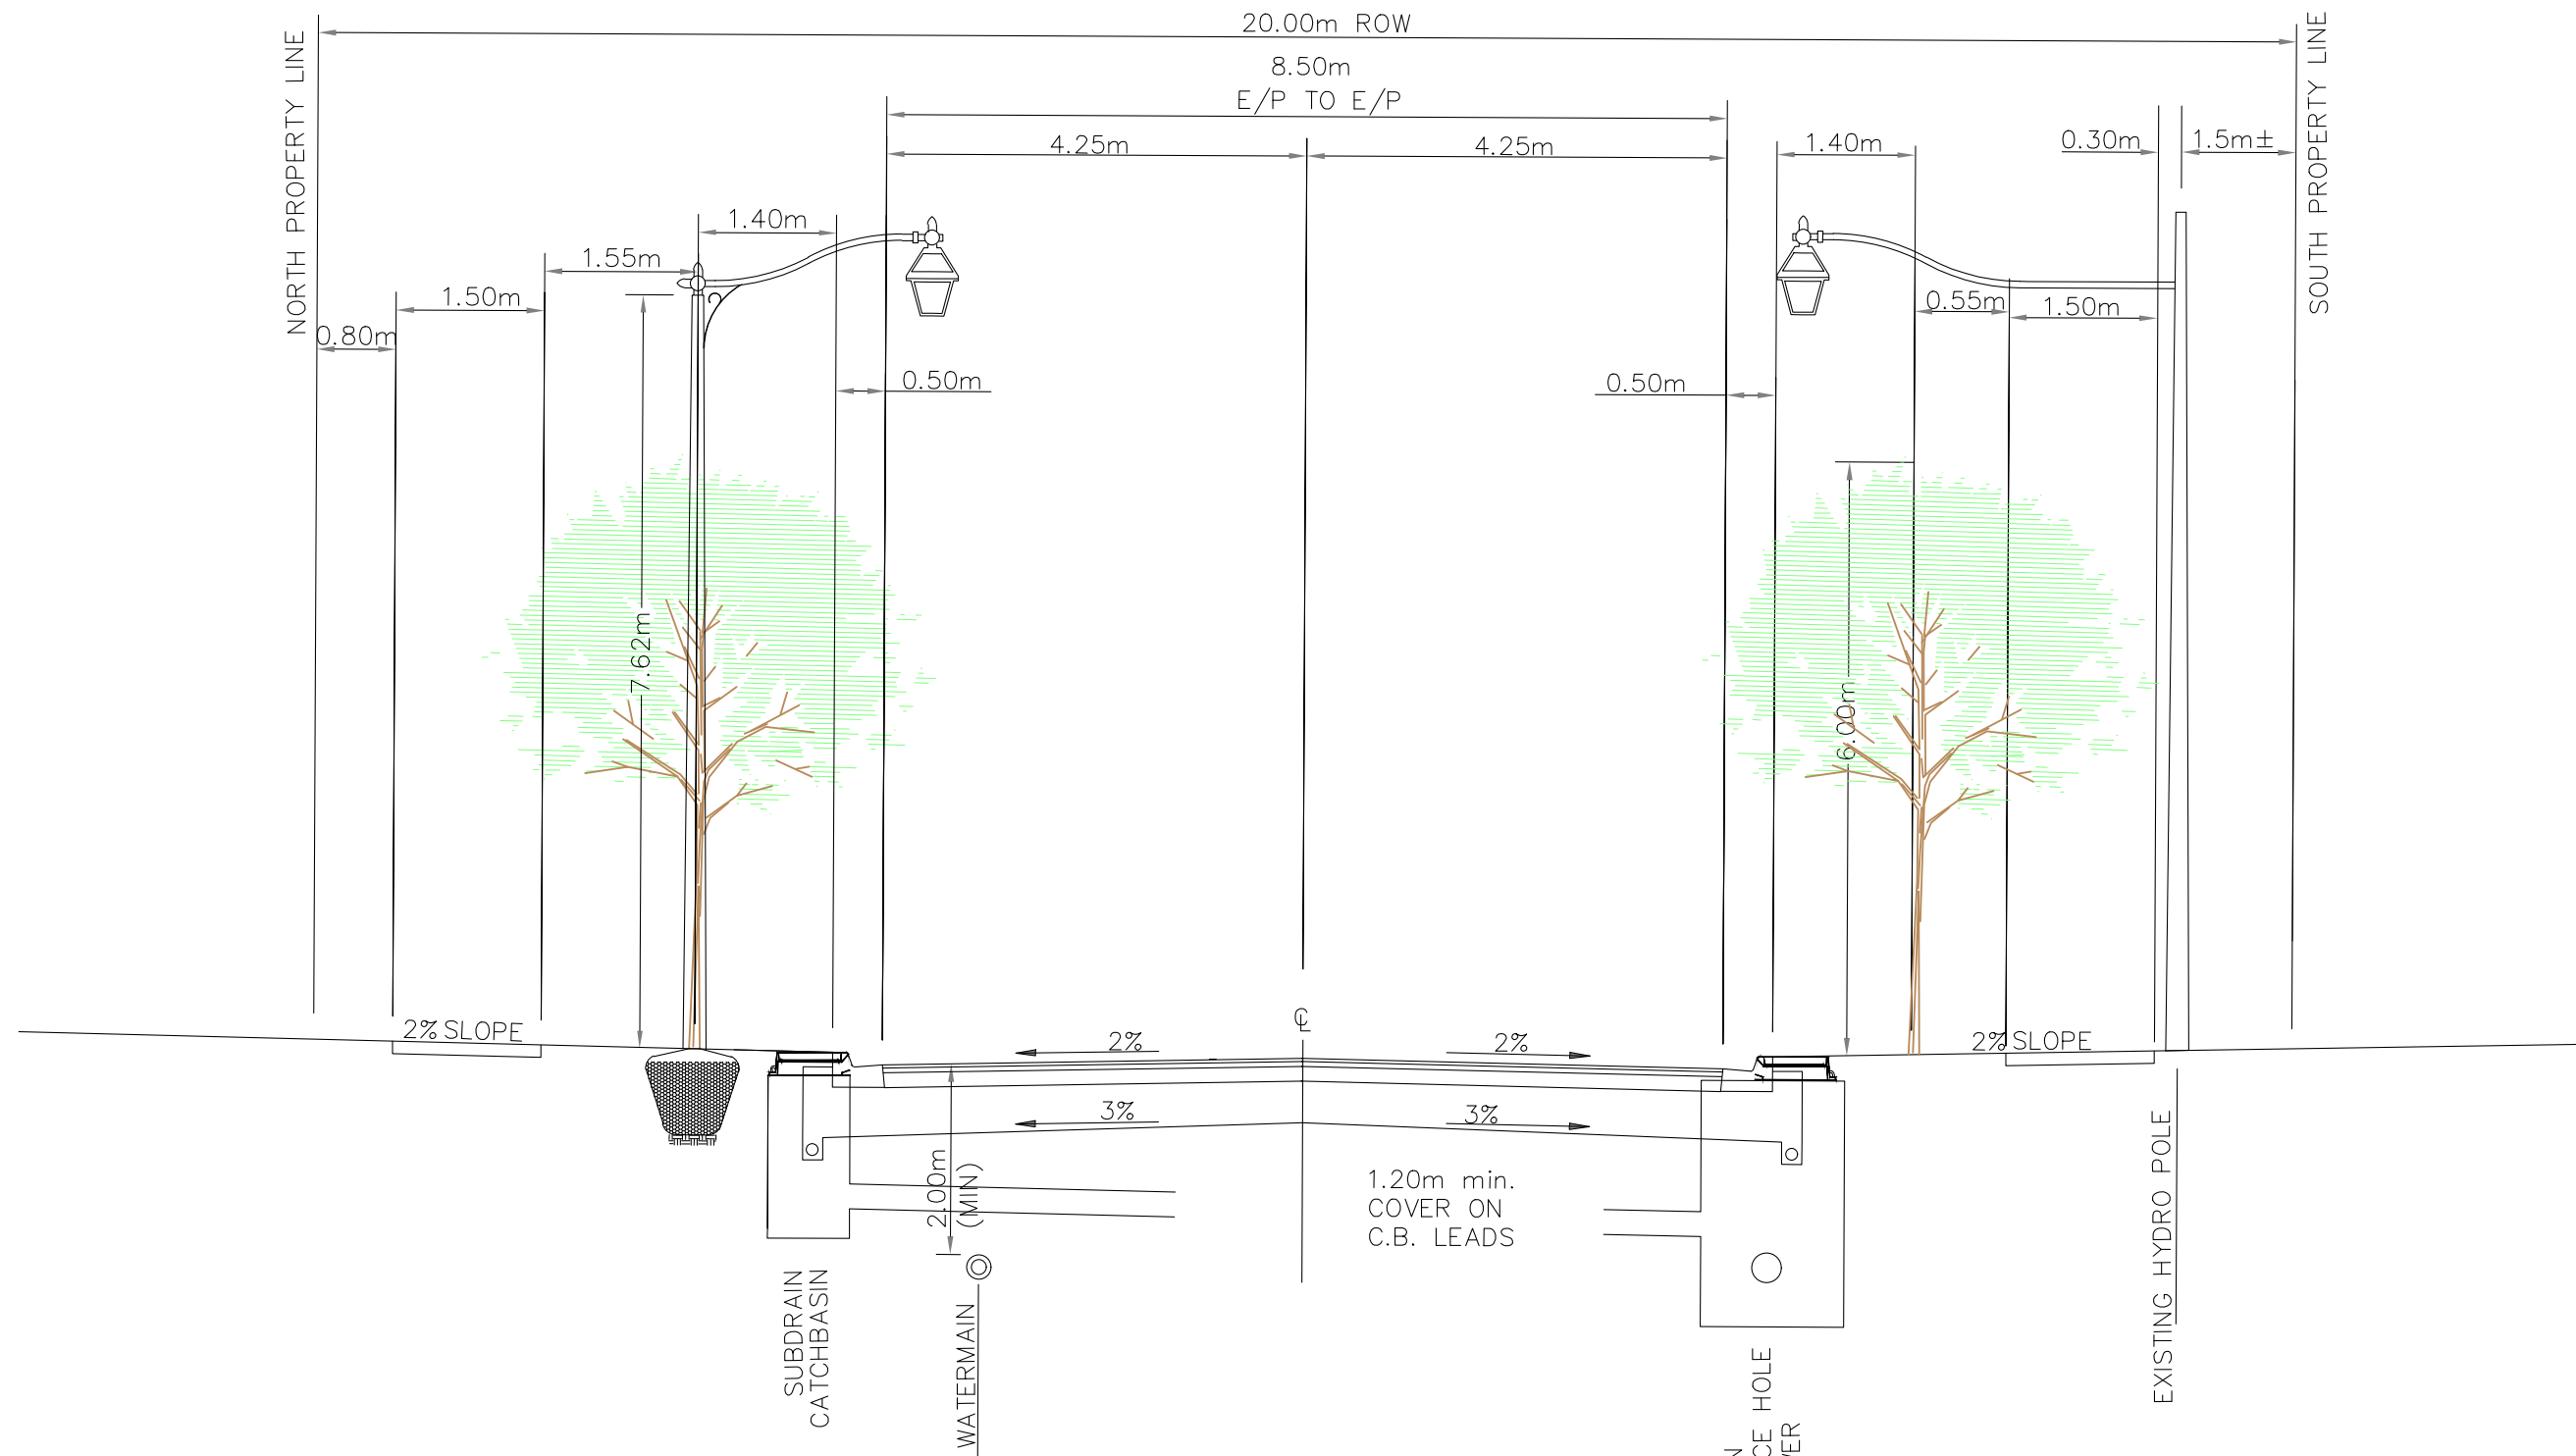 20.00m ROW
NORTH PROPERTY LINE
SOUTH PROPERTY LINE
8.50m
E/P TO E/P
4.25m
4.25m
1.40m
0.30m
1.5m±
1.40m
1.55m
1.50m
0.80m
0.55m
1.50m
0.50m
0.50m
7.62m
6.00m
2% SLOPE
2%
℄
2%
2% SLOPE
3%
3%
2.00m
(MIN)
1.20m min.
COVER ON
C.B. LEADS
SUBDRAIN
CATCHBASIN
WATERMAIN
HOLE
EXISTING HYDRO POLE